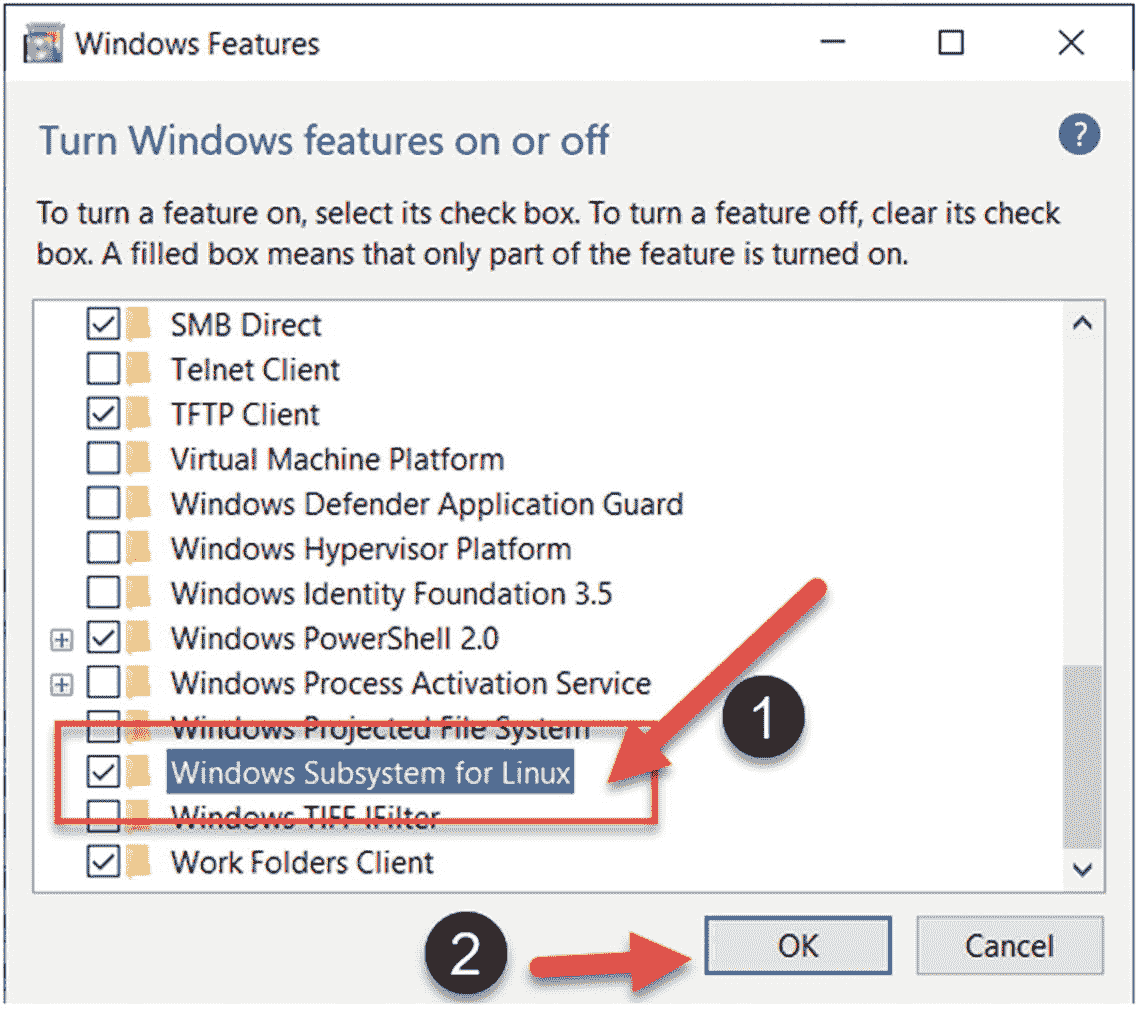 Windows Features
Turn Windows features on or off
?
To turn a feature on, select its check box. To turn a feature off, clear its check
box. A filled box means that only part of the feature is turned on.
SMB Direct
Telnet Client
TFTP Client
Virtual Machine Platform
Windows Defender Application Guard
Windows Hypervisor Platform
Windows Identity Foundation 3.5
Windows PowerShell 2.0
Windows Process Activation Service
1
Windows Projected File System
Windows Subsystem for Linux
Windows TIFF IFilter
Work Folders Client
2
OK
Cancel